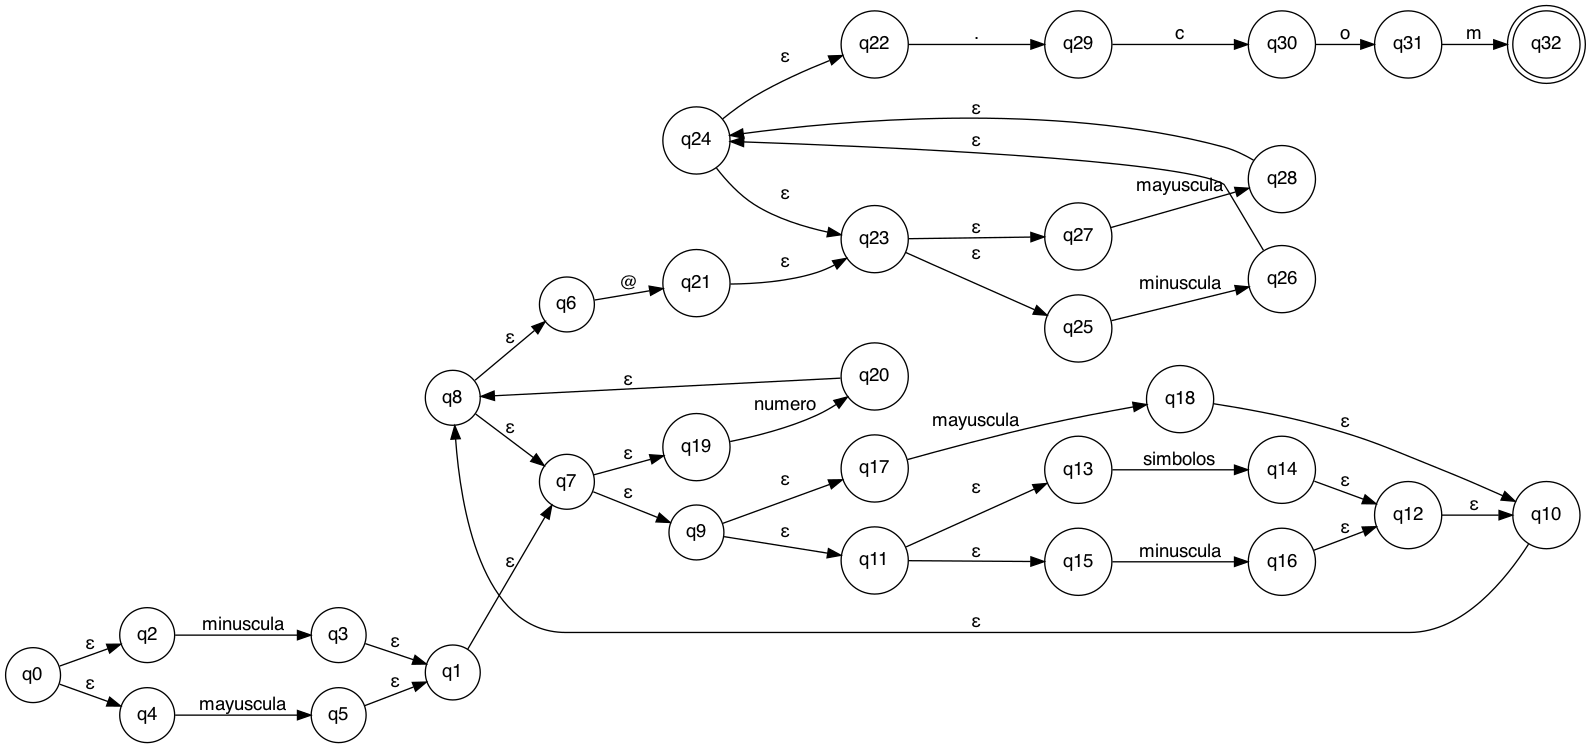 q22 . q29 c q30 o q31 m q32
ε
ε
q24
ε
mayuscula q28
ε
q23 ε q27
ε
ε
@ q21
minuscula q26
q6
q25
ε
ε q20
q8
numero
mayuscula q18
ε
ε
ε q19
q7
ε
ε q17
ε
q13 simbolos q14
ε
q9
ε
q12 ε q10
q11 ε q15 minuscula q16
ε
ε
ε
q2 minuscula q3
ε
ε
q0
q1
ε
ε
q4 mayuscula q5